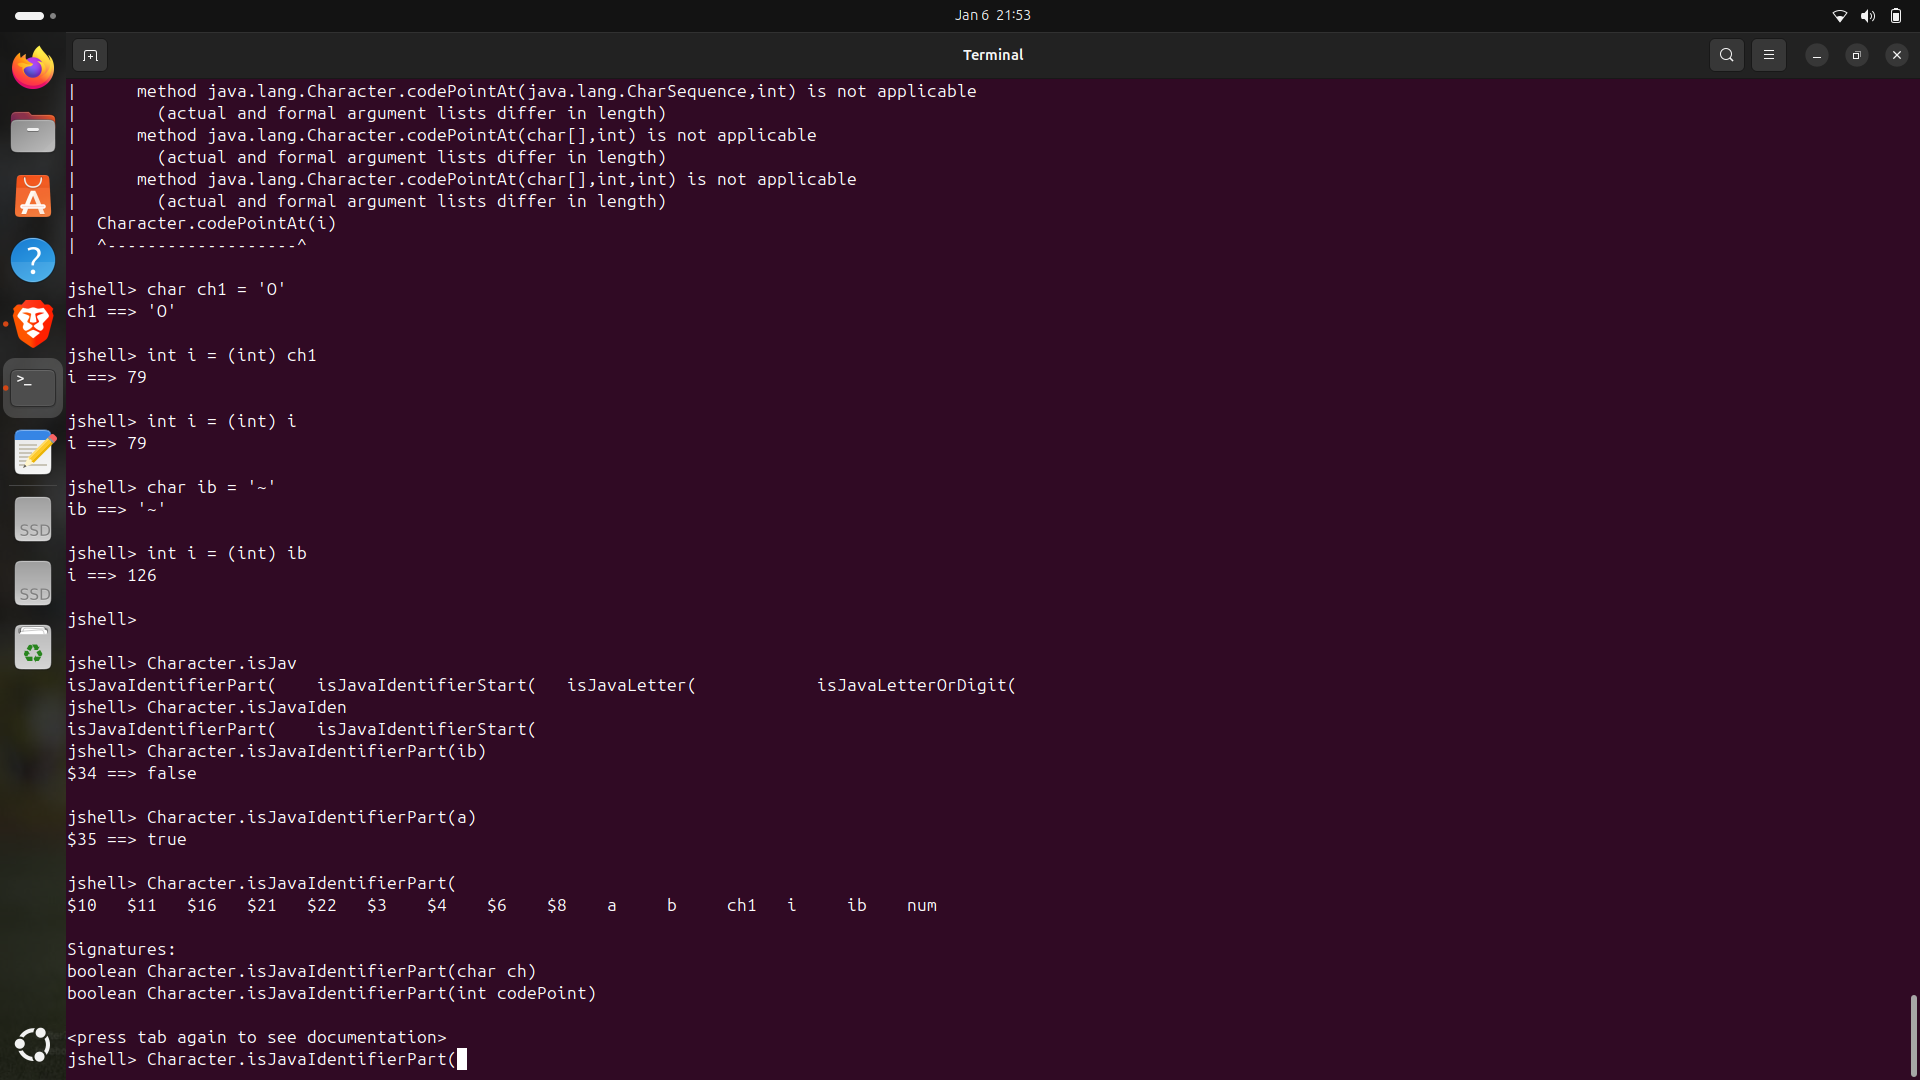 Jan 6 21:53
Terminal
|      method java.lang.Character.codePointAt(java.lang.CharSequence,int) is not applicable
|        (actual and formal argument lists differ in length)
|      method java.lang.Character.codePointAt(char[],int) is not applicable
|        (actual and formal argument lists differ in length)
|      method java.lang.Character.codePointAt(char[],int,int) is not applicable
|        (actual and formal argument lists differ in length)
|  Character.codePointAt(i)
|  ^-------------------^
jshell> char ch1 = 'O'
ch1 ==> 'O'
jshell> int i = (int) ch1
i ==> 79
jshell> int i = (int) i
i ==> 79
jshell> char ib = '~'
ib ==> '~'
jshell> int i = (int) ib
i ==> 126
jshell>
jshell> Character.isJav
isJavaIdentifierPart(    isJavaIdentifierStart(   isJavaLetter(            isJavaLetterOrDigit(
jshell> Character.isJavaIden
isJavaIdentifierPart(    isJavaIdentifierStart(
jshell> Character.isJavaIdentifierPart(ib)
$34 ==> false
jshell> Character.isJavaIdentifierPart(a)
$35 ==> true
jshell> Character.isJavaIdentifierPart(
$10   $11   $16   $21   $22   $3    $4    $6    $8    a     b     ch1   i     ib    num
Signatures:
boolean Character.isJavaIdentifierPart(char ch)
boolean Character.isJavaIdentifierPart(int codePoint)
<press tab again to see documentation>
jshell> Character.isJavaIdentifierPart(
?
>_
SSD
SSD